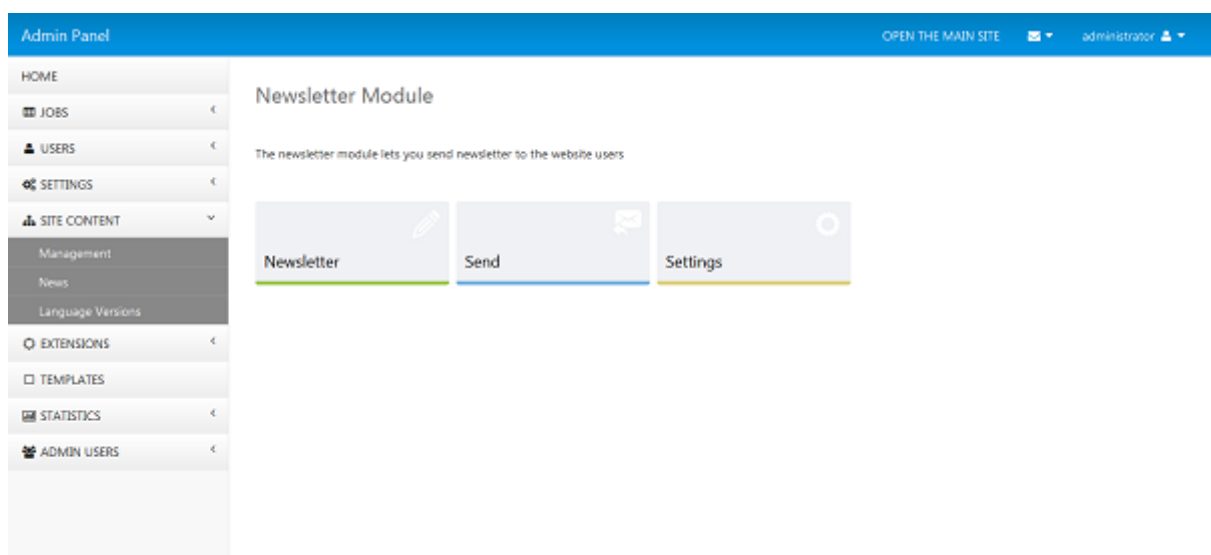 Admin Panel
OPEN THE MAIN SITE
administrator
HOME
JOBS
USERS
SETTINGS
SITE CONTENT
Management
News
Language Versions
EXTENSIONS
TEMPLATES
STATISTICS
ADMIN USERS
Newsletter Module
The newsletter module lets you send newsletter to the website users
Newsletter
Send
Settings